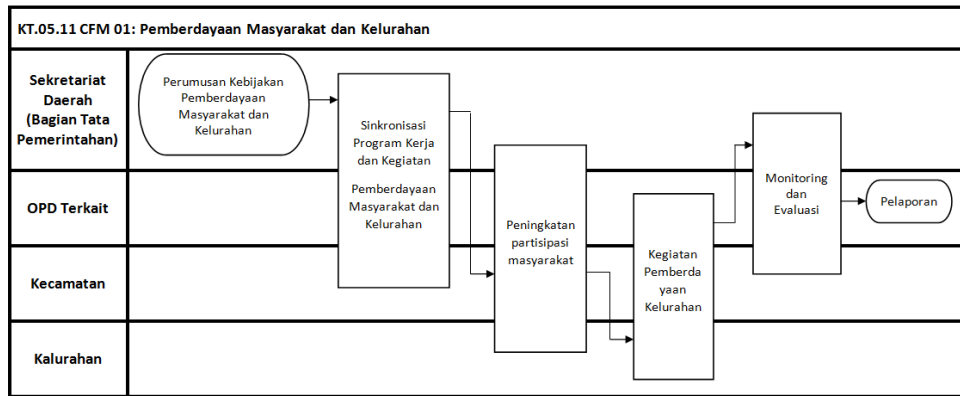 KT.05.11 CFM 01: Pemberdayaan Masyarakat dan Kelurahan
Sekretariat
Daerah
(Bagian Tata
Pemerintahan)
Perumusan Kebijakan
Pemberdayaan
Masyarakat dan
Kelurahan
Sinkronisasi
Program Kerja
dan Kegiatan
Pemberdayaan
Masyarakat dan
Kelurahan
Peningkatan
partisipasi
masyarakat
Kegiatan
Pemberda
yaan
Kelurahan
Monitoring
dan
Evaluasi
Pelaporan
OPD Terkait
Kecamatan
Kalurahan